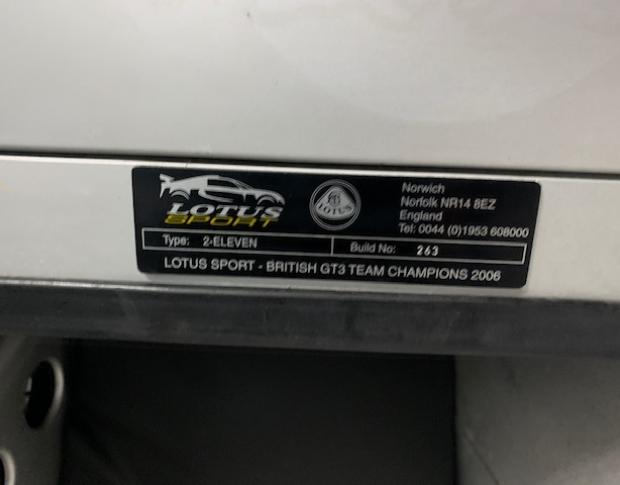 LOTUS
SPORT
LOTUS
Norwich
Norfolk NR14 8EZ
England
Tel: 0044 (0)1953 608000
Type: 2-ELEVEN
Build No: 263
LOTUS SPORT - BRITISH GT3 TEAM CHAMPIONS 2006